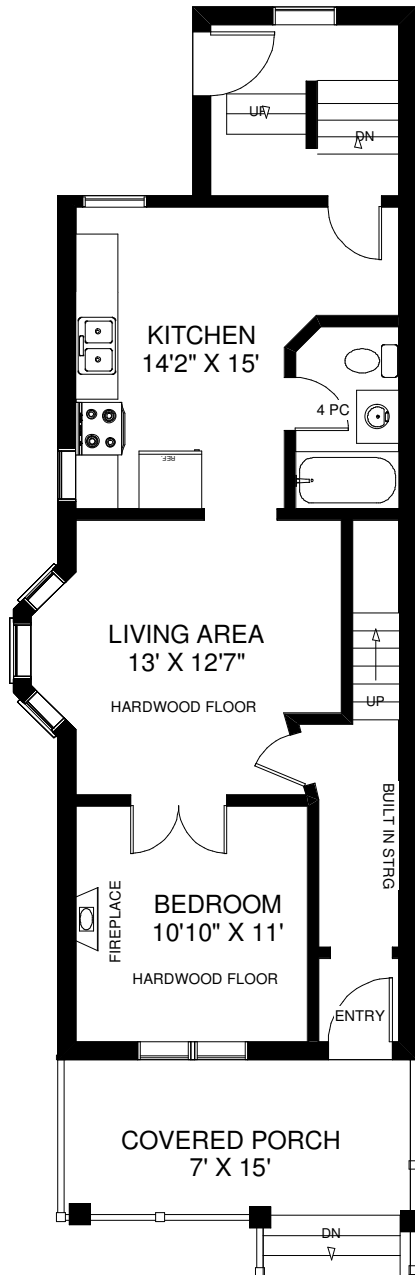 UP
DN
KITCHEN
14'2" X 15'
4 PC
REF.
LIVING AREA
13' X 12'7"
HARDWOOD FLOOR
UP
BUILT IN STRG
FIREPLACE
BEDROOM
10'10" X 11'
HARDWOOD FLOOR
ENTRY
COVERED PORCH
7' X 15'
DN